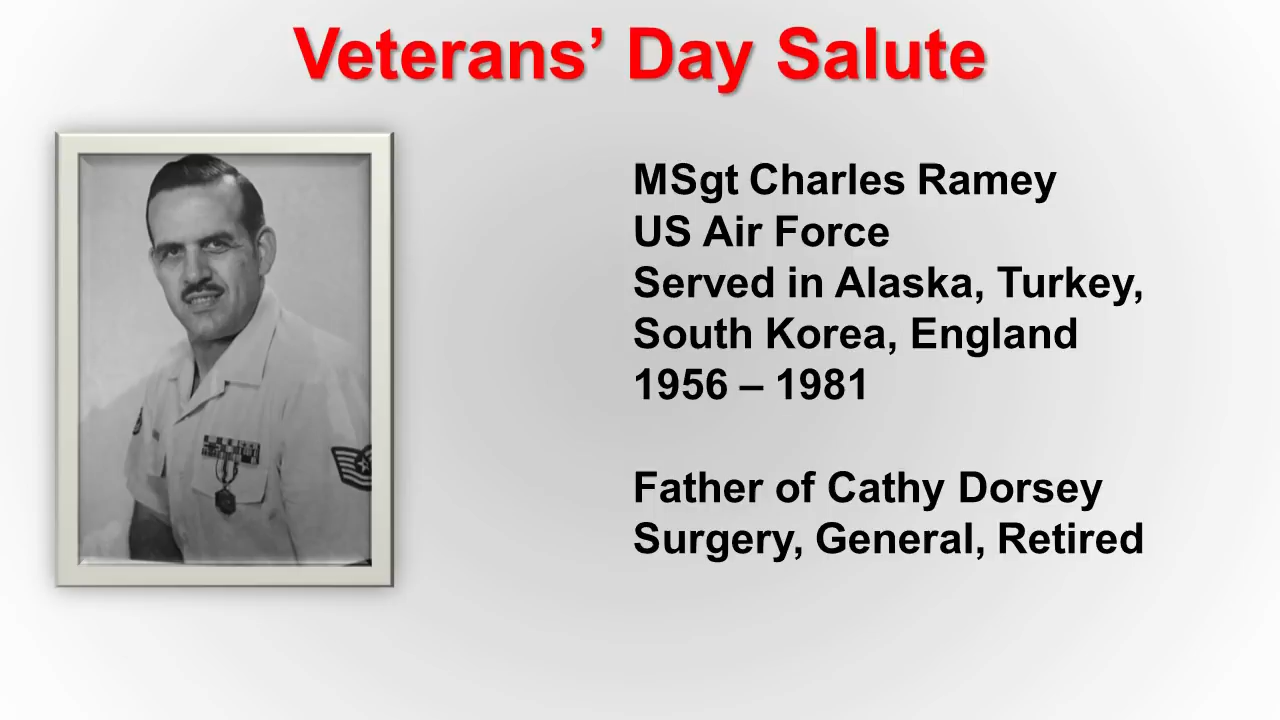 Veterans’ Day Salute
MSgt Charles Ramey
US Air Force
Served in Alaska, Turkey,
South Korea, England
1956 – 1981
Father of Cathy Dorsey
Surgery, General, Retired